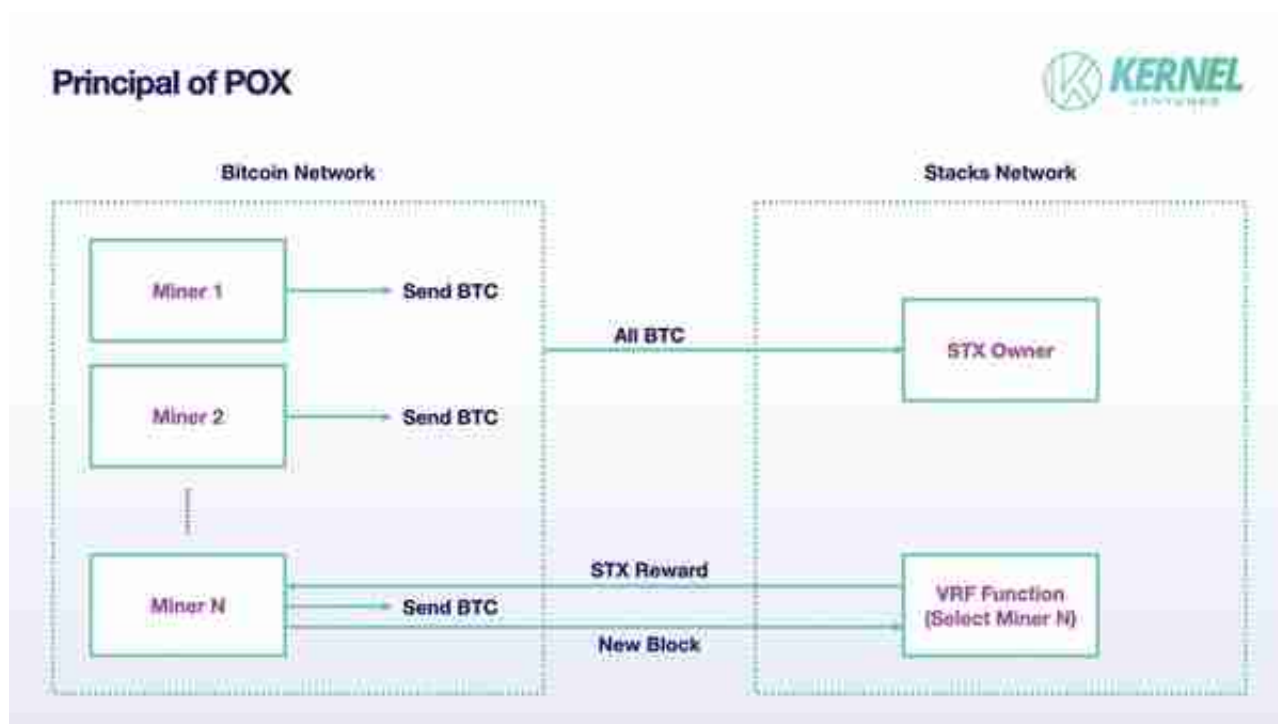 Principal of POX
KERNEL
VENTURES
Bitcoin Network
Stacks Network
Miner 1
Send BTC
All BTC
STX Owner
Miner 2
Send BTC
STX Reward
Miner N
Send BTC
VRF Function
(Select Miner N)
New Block